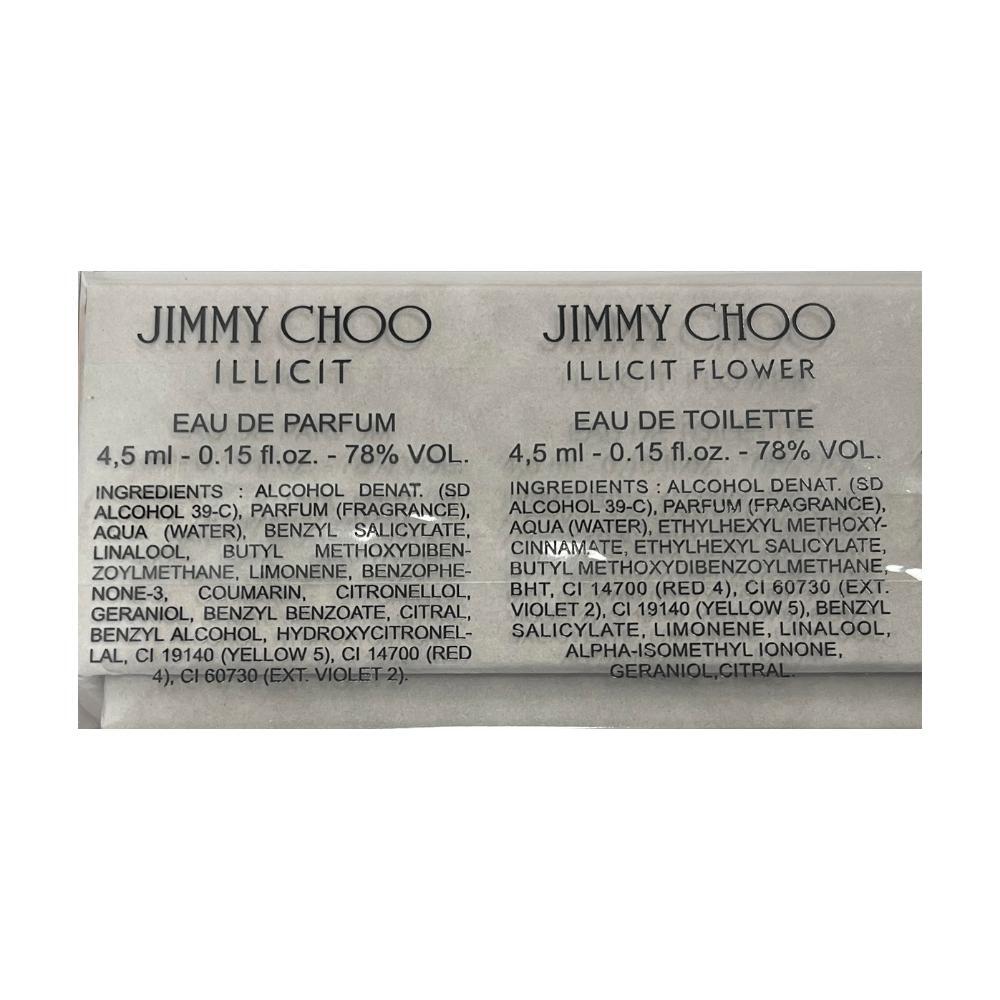 JIMMY CHOO
ILLICIT
EAU DE PARFUM
4,5 ml - 0.15 fl.oz. - 78% VOL.
INGREDIENTS : ALCOHOL DENAT. (SD
ALCOHOL 39-C), PARFUM (FRAGRANCE),
AQUA (WATER), BENZYL SALICYLATE,
LINALOOL, BUTYL METHOXYDIBEN-
ZOYLMETHANE, LIMONENE, BENZOPHE-
NONE-3, COUMARIN, CITRONELLOL,
GERANIOL, BENZYL BENZOATE, CITRAL,
BENZYL ALCOHOL, HYDROXYCITRONEL-
LAL, CI 19140 (YELLOW 5), CI 14700 (RED
4), CI 60730 (EXT. VIOLET 2).
JIMMY CHOO
ILLICIT FLOWER
EAU DE TOILETTE
4,5 ml - 0.15 fl.oz. - 78% VOL.
INGREDIENTS : ALCOHOL DENAT. (SD
ALCOHOL 39-C), PARFUM (FRAGRANCE),
AQUA (WATER), ETHYLHEXYL METHOXY-
CINNAMATE, ETHYLHEXYL SALICYLATE,
BUTYL METHOXYDIBENZOYLMETHANE,
BHT, CI 14700 (RED 4), CI 60730 (EXT.
VIOLET 2), CI 19140 (YELLOW 5), BENZYL
SALICYLATE, LIMONENE, LINALOOL,
ALPHA-ISOMETHYL IONONE,
GERANIOL,CITRAL.